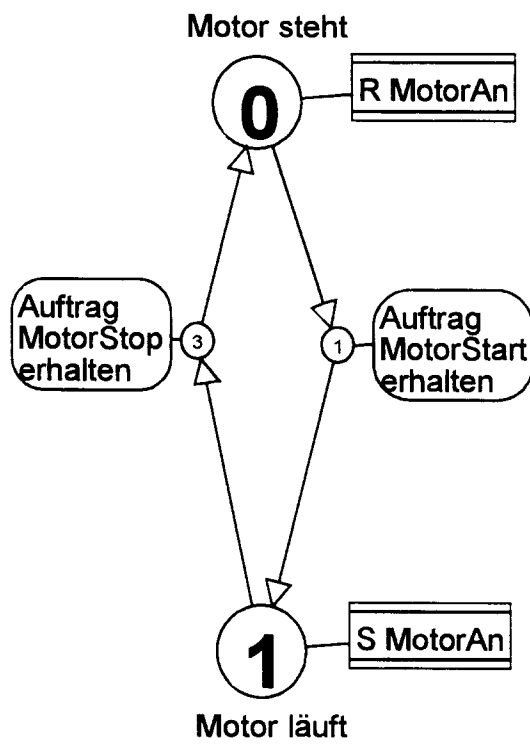 Motor steht
0
R MotorAn
Auftrag
MotorStop
erhalten
3
1
Auftrag
MotorStart
erhalten
1
S MotorAn
Motor läuft